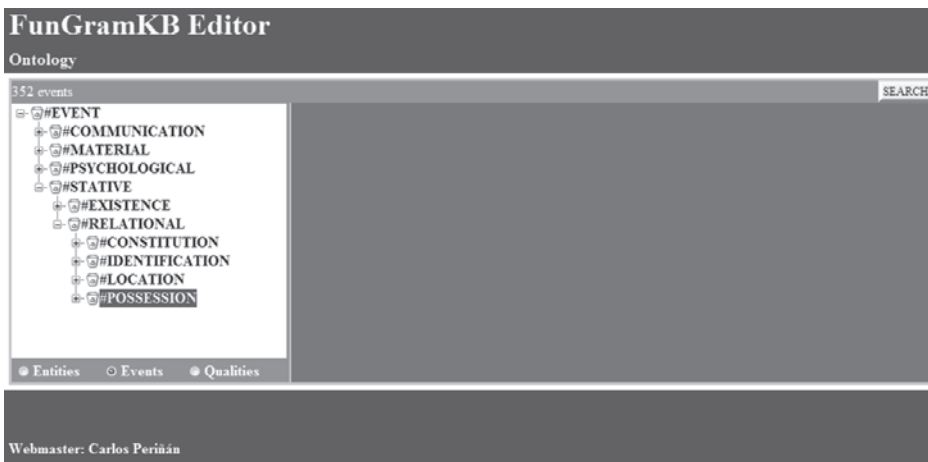 FunGramKB Editor
Ontology
352 events
SEARCH
#EVENT
#COMMUNICATION
#MATERIAL
#PSYCHOLOGICAL
#STATIVE
#EXISTENCE
#RELATIONAL
#CONSTITUTION
#IDENTIFICATION
#LOCATION
#POSSESSION
Entities Events Qualities
Webmaster: Carlos Periñán